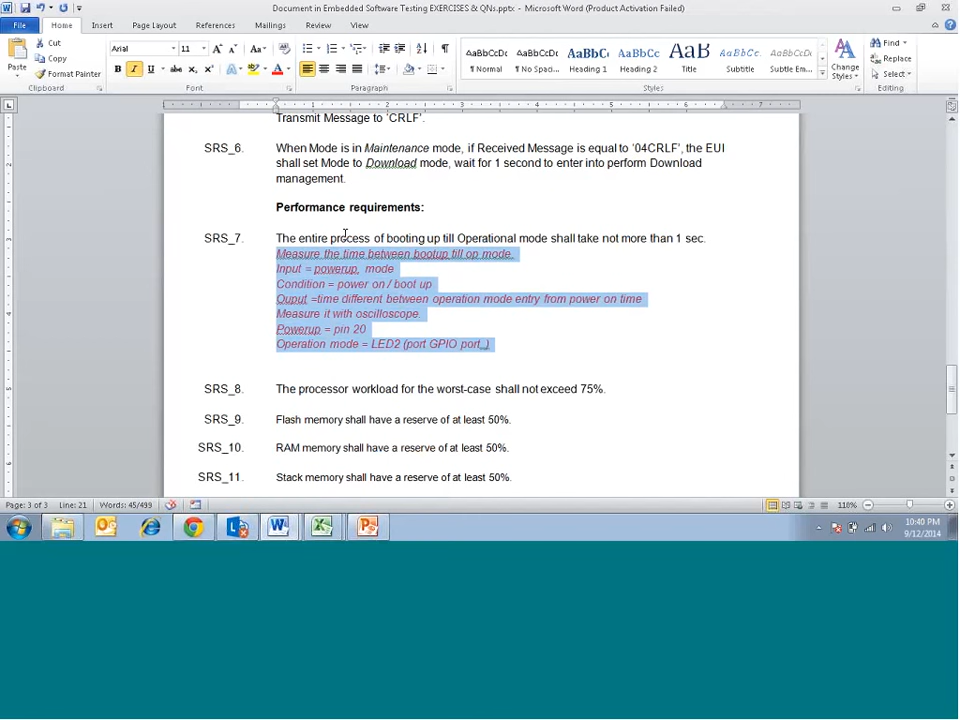 Document in Embedded Software Testing EXERCISES & QNs.pptx - Microsoft Word (Product Activation Failed)
File Home Insert Page Layout References Mailings Review View
Paste Cut Copy Format Painter Clipboard
Arial 11 Font
Paragraph
AaBbCcDc AaBbCcDc AaBbC AaBbCc AaB AaBbCc. AaBbCcDc
¶ Normal ¶ No Spaci... Heading 1 Heading 2 Title Subtitle Subtle Em...
Styles
Change Styles
Find Replace Select Editing
1 2 3 4 5 6 7
Transmit Message to ‘CRLF’.
SRS_6. When Mode is in Maintenance mode, if Received Message is equal to ‘04CRLF’, the EUI
shall set Mode to Download mode, wait for 1 second to enter into perform Download
management.
Performance requirements:
SRS_7. The entire process of booting up till Operational mode shall take not more than 1 sec.
Measure the time between bootup till op mode.
Input = powerup, mode
Condition = power on / boot up
Ouput =time different between operation mode entry from power on time
Measure it with oscilloscope.
Powerup = pin 20
Operation mode = LED2 (port GPIO port,,)
SRS_8. The processor workload for the worst-case shall not exceed 75%.
SRS_9. Flash memory shall have a reserve of at least 50%.
SRS_10. RAM memory shall have a reserve of at least 50%.
SRS_11. Stack memory shall have a reserve of at least 50%.
Page: 3 of 3 Line: 21 Words: 45/499 118%
10:40 PM
9/12/2014